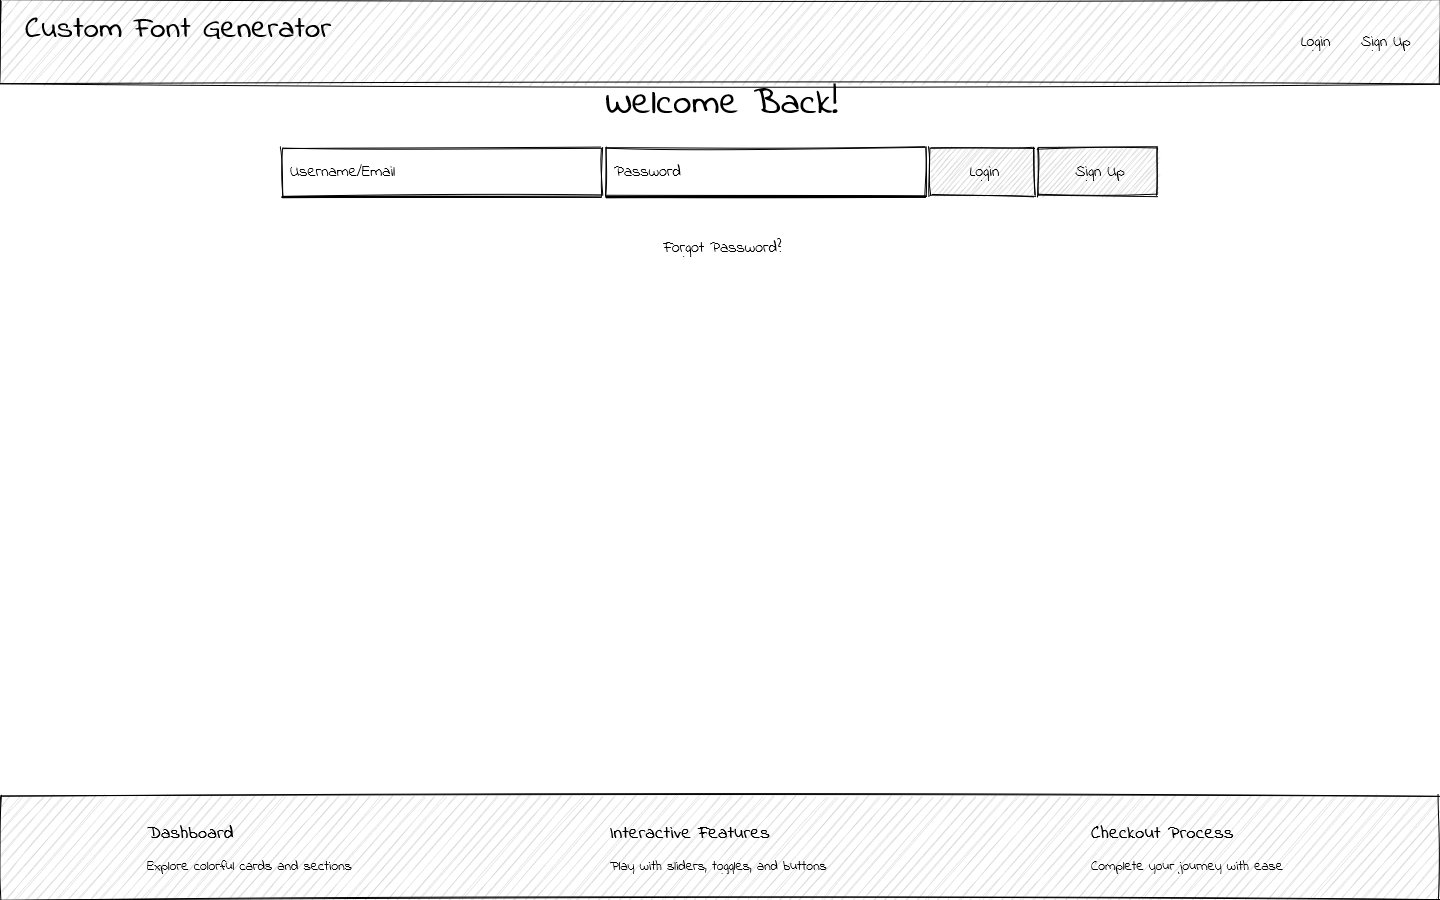 Custom Font Generator
Login
Sign Up
Welcome Back!
Username/Email
Password
Login
Sign Up
Forgot Password?
Dashboard
Explore colorful cards and sections
Interactive Features
Play with sliders, toggles, and buttons
Checkout Process
Complete your journey with ease